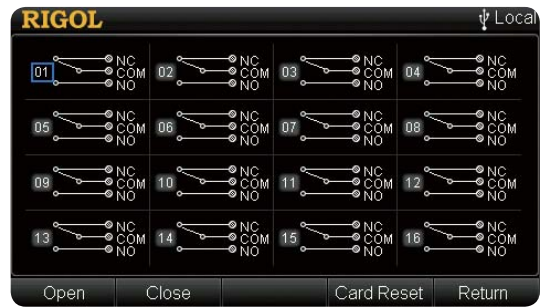 RIGOL Local
01 NC COM NO 02 NC COM NO 03 NC COM NO 04 NC COM NO
05 NC COM NO 06 NC COM NO 07 NC COM NO 08 NC COM NO
09 NC COM NO 10 NC COM NO 11 NC COM NO 12 NC COM NO
13 NC COM NO 14 NC COM NO 15 NC COM NO 16 NC COM NO
Open Close Card Reset Return